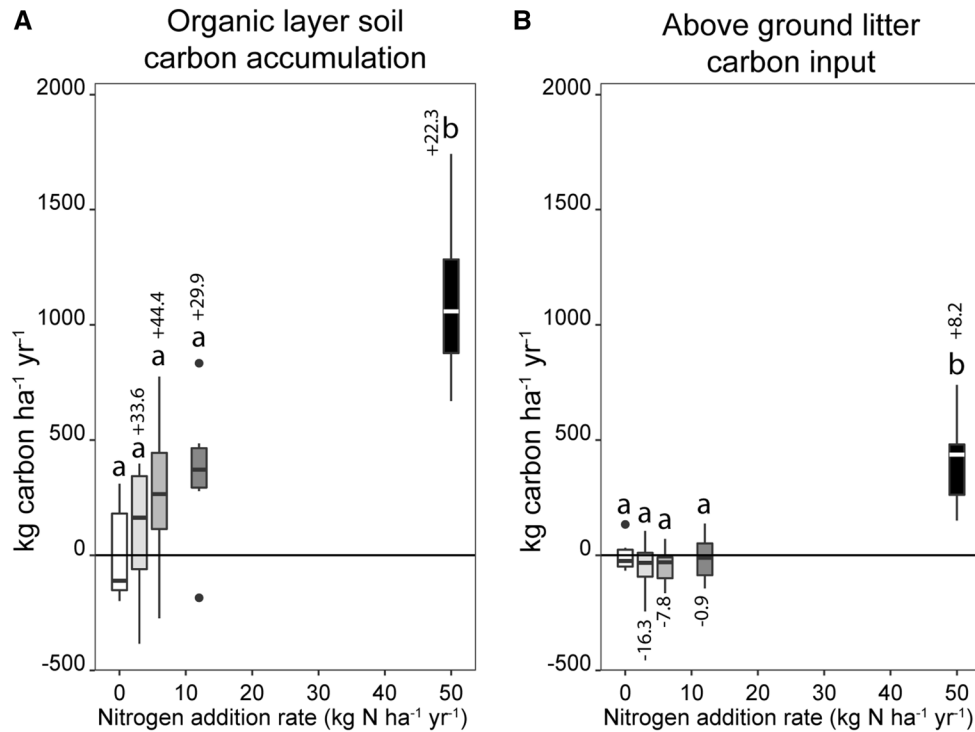 A
Organic layer soil
carbon accumulation
kg carbon ha⁻¹ yr⁻¹
2000
1500
1000
500
0
-500
a
a
+33.6
a
+44.4
a
+29.9
+22.3
b
0
10
20
30
40
50
Nitrogen addition rate (kg N ha⁻¹ yr⁻¹)
B
Above ground litter
carbon input
kg carbon ha⁻¹ yr⁻¹
2000
1500
1000
500
0
-500
a
a
-16.3
a
-7.8
a
-0.9
+8.2
b
0
10
20
30
40
50
Nitrogen addition rate (kg N ha⁻¹ yr⁻¹)